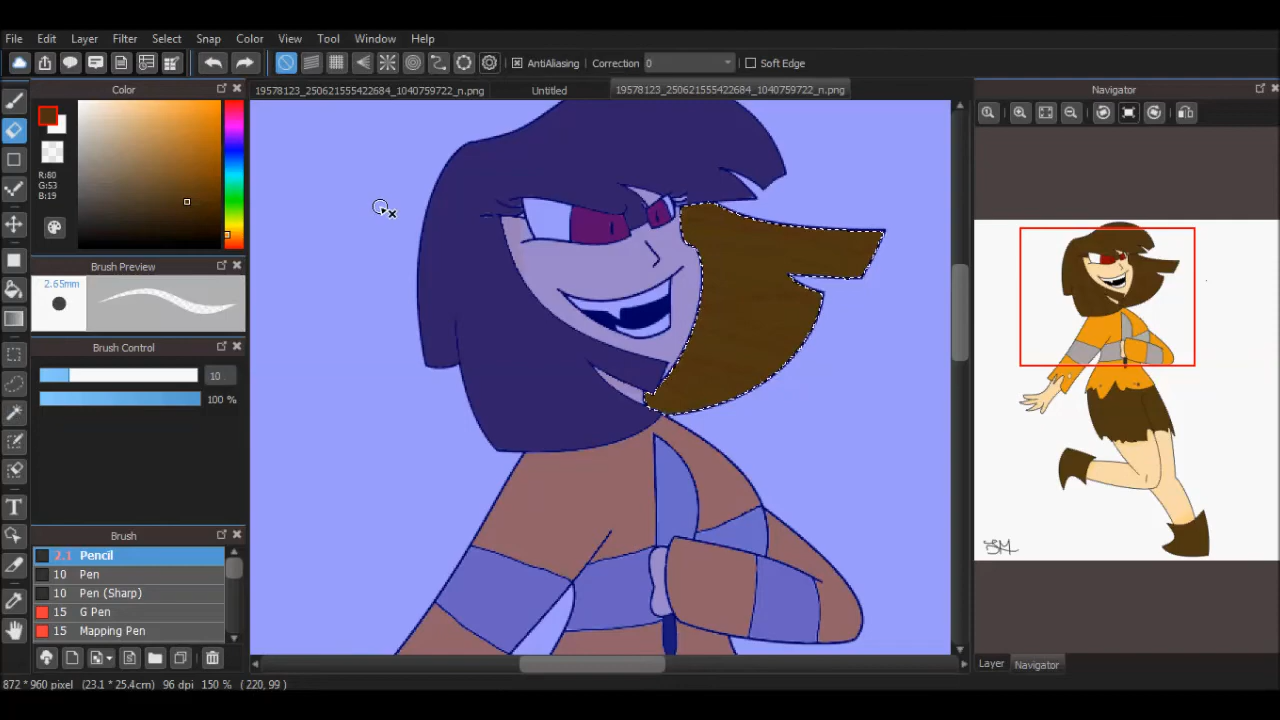 File Edit Layer Filter Select Snap Color View Tool Window Help
AntiAliasing Correction 0 Soft Edge
Color
19578123_250621555422684_1040759722_n.png Untitled 19578123_250621555422684_1040759722_n.png
Navigator
R:80
G:53
B:19
Brush Preview
2.65mm
Brush Control
10
100 %
Brush
2.1 Pencil
10 Pen
10 Pen (Sharp)
15 G Pen
15 Mapping Pen
Layer Navigator
872 * 960 pixel (23.1 * 25.4cm) 96 dpi 150 % ( 220, 99 )